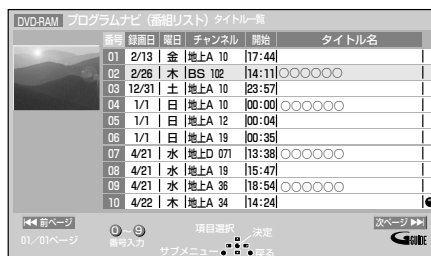 DVD-RAM プログラムナビ（番組リスト）タイトル一覧
番号 録画日 曜日 チャンネル 開始 タイトル名
01 2/13 金 地上A 10 17:44
02 2/26 木 BS 102 14:11 ○○○○○○
03 12/31 土 地上A 10 23:57
04 1/1 日 地上A 10 00:00 ○○○○○○
05 1/1 日 地上A 12 00:04
06 1/1 日 地上A 19 00:35
07 4/21 水 地上D 071 13:38 ○○○○○○
08 4/21 水 地上A 19 15:47
09 4/21 水 地上A 36 18:54 ○○○○○○
10 4/22 木 地上A 34 14:24
前ページ 次ページ
01/01ページ 0~9 番号入力 項目選択 決定 サブメニュー 戻る G-GUIDE